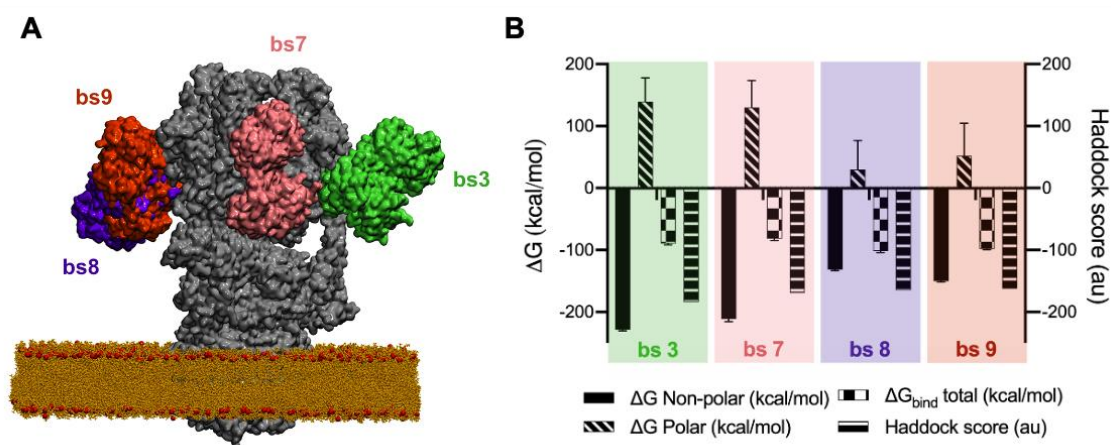 A
bs7
bs9
bs3
bs8
B
200
100
0
-100
-200
ΔG (kcal/mol)
200
100
0
-100
-200
Haddock score (au)
bs 3
bs 7
bs 8
bs 9
ΔG Non-polar (kcal/mol)
ΔG Polar (kcal/mol)
ΔGbind total (kcal/mol)
Haddock score (au)